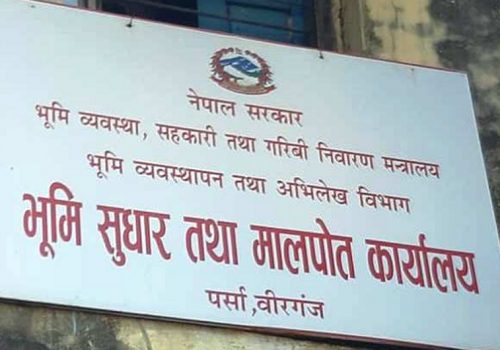 नेपाल सरकार
भूमि व्यवस्था, सहकारी तथा गरिबी निवारण मन्त्रालय
भूमि व्यवस्थापन तथा अभिलेख विभाग
भूमि सुधार तथा मालपोत कार्यालय
पर्सा,वीरगंज